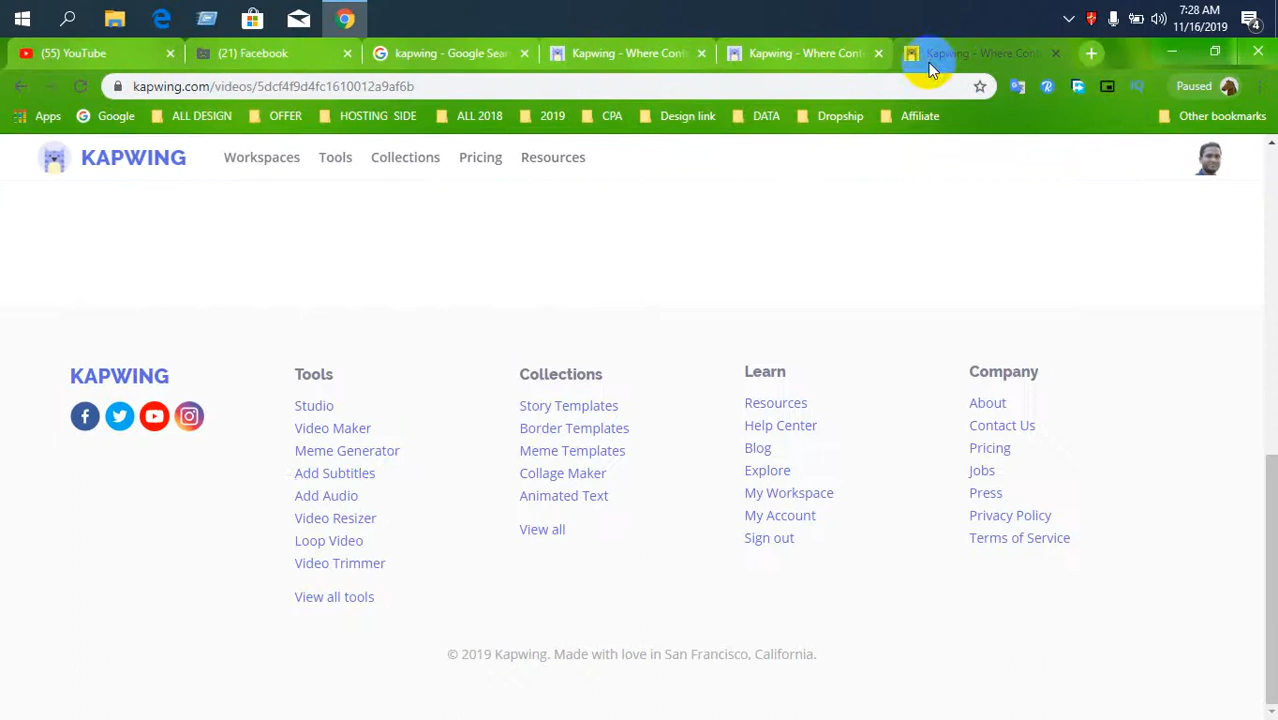 7:28 AM
11/16/2019
4
(55) YouTube
(21) Facebook
kapwing - Google Sea
Kapwing - Where Cont
Kapwing - Where Cont
Kapwing - Where Cont
kapwing.com/videos/5dcf4f9d4fc1610012a9af6b
Paused
Apps
Google
ALL DESIGN
OFFER
HOSTING SIDE
ALL 2018
2019
CPA
Design link
DATA
Dropship
Affiliate
Other bookmarks
KAPWING
Workspaces
Tools
Collections
Pricing
Resources
KAPWING
Tools
Studio
Video Maker
Meme Generator
Add Subtitles
Add Audio
Video Resizer
Loop Video
Video Trimmer
View all tools
Collections
Story Templates
Border Templates
Meme Templates
Collage Maker
Animated Text
View all
Learn
Resources
Help Center
Blog
Explore
My Workspace
My Account
Sign out
Company
About
Contact Us
Pricing
Jobs
Press
Privacy Policy
Terms of Service
© 2019 Kapwing. Made with love in San Francisco, California.